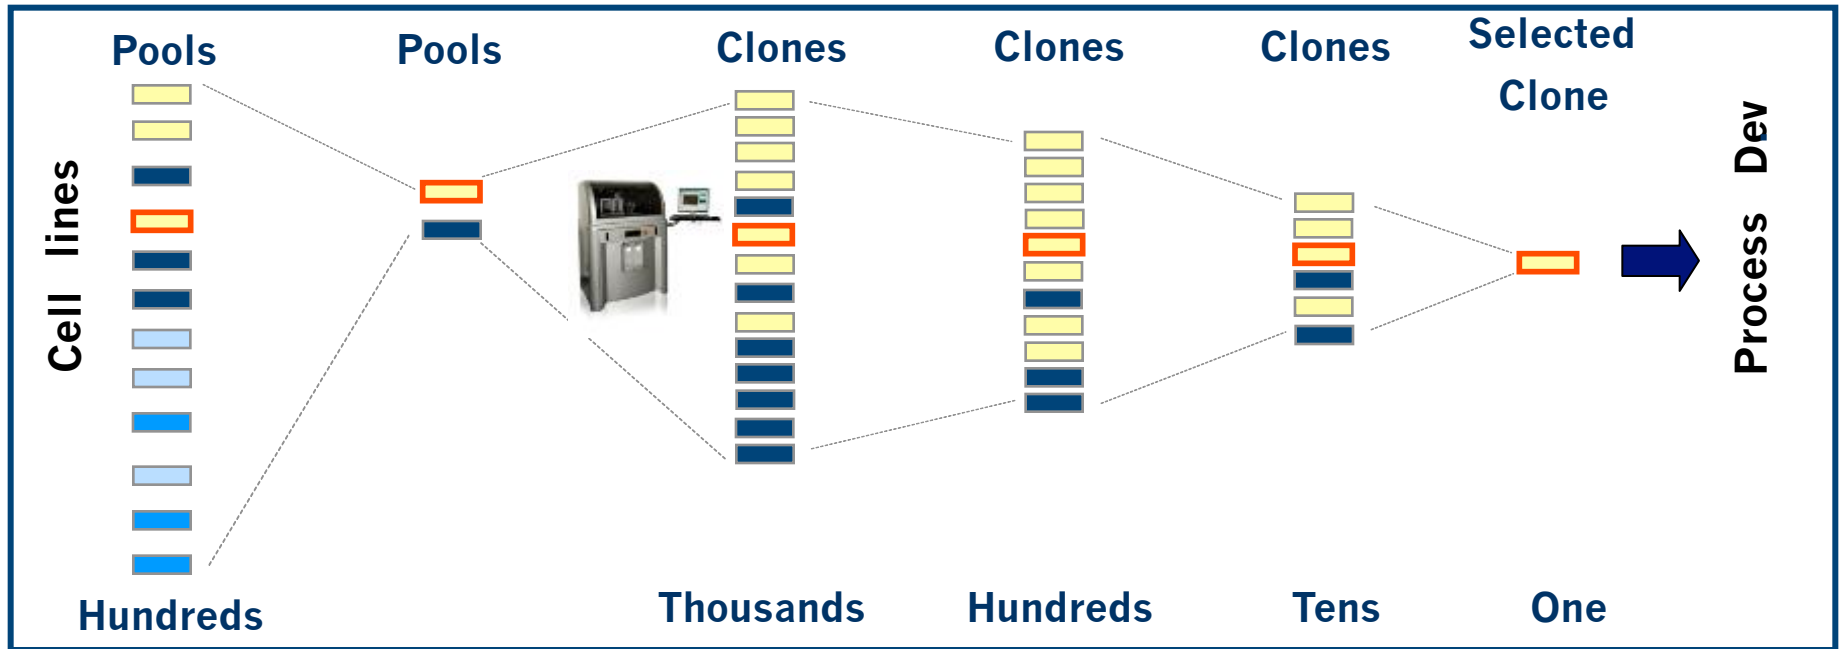 Pools
Pools
Clones
Clones
Clones
Selected
Clone
Cell lines
Process Dev
Hundreds
Thousands
Hundreds
Tens
One